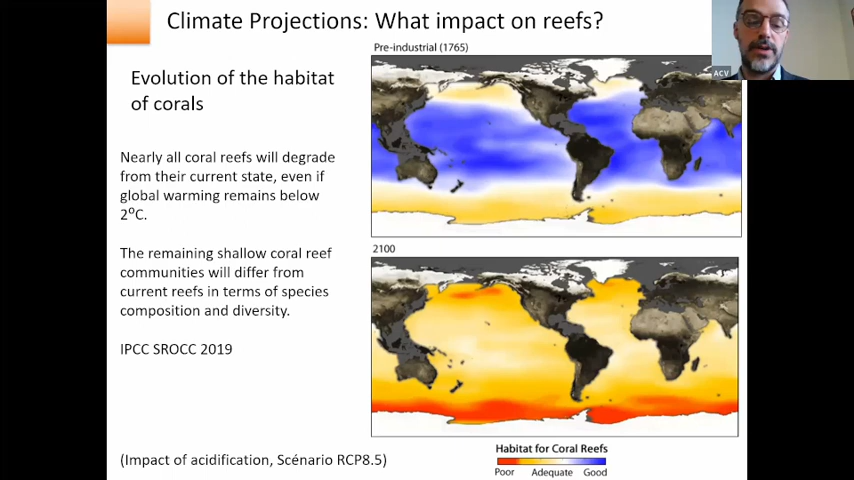 Climate Projections: What impact on reefs?
Pre-industrial (1765)
ACV
Evolution of the habitat
of corals
Nearly all coral reefs will degrade
from their current state, even if
global warming remains below
2ºC.
The remaining shallow coral reef
communities will differ from
current reefs in terms of species
composition and diversity.
IPCC SROCC 2019
2100
(Impact of acidification, Scénario RCP8.5)
Habitat for Coral Reefs
Poor Adequate Good